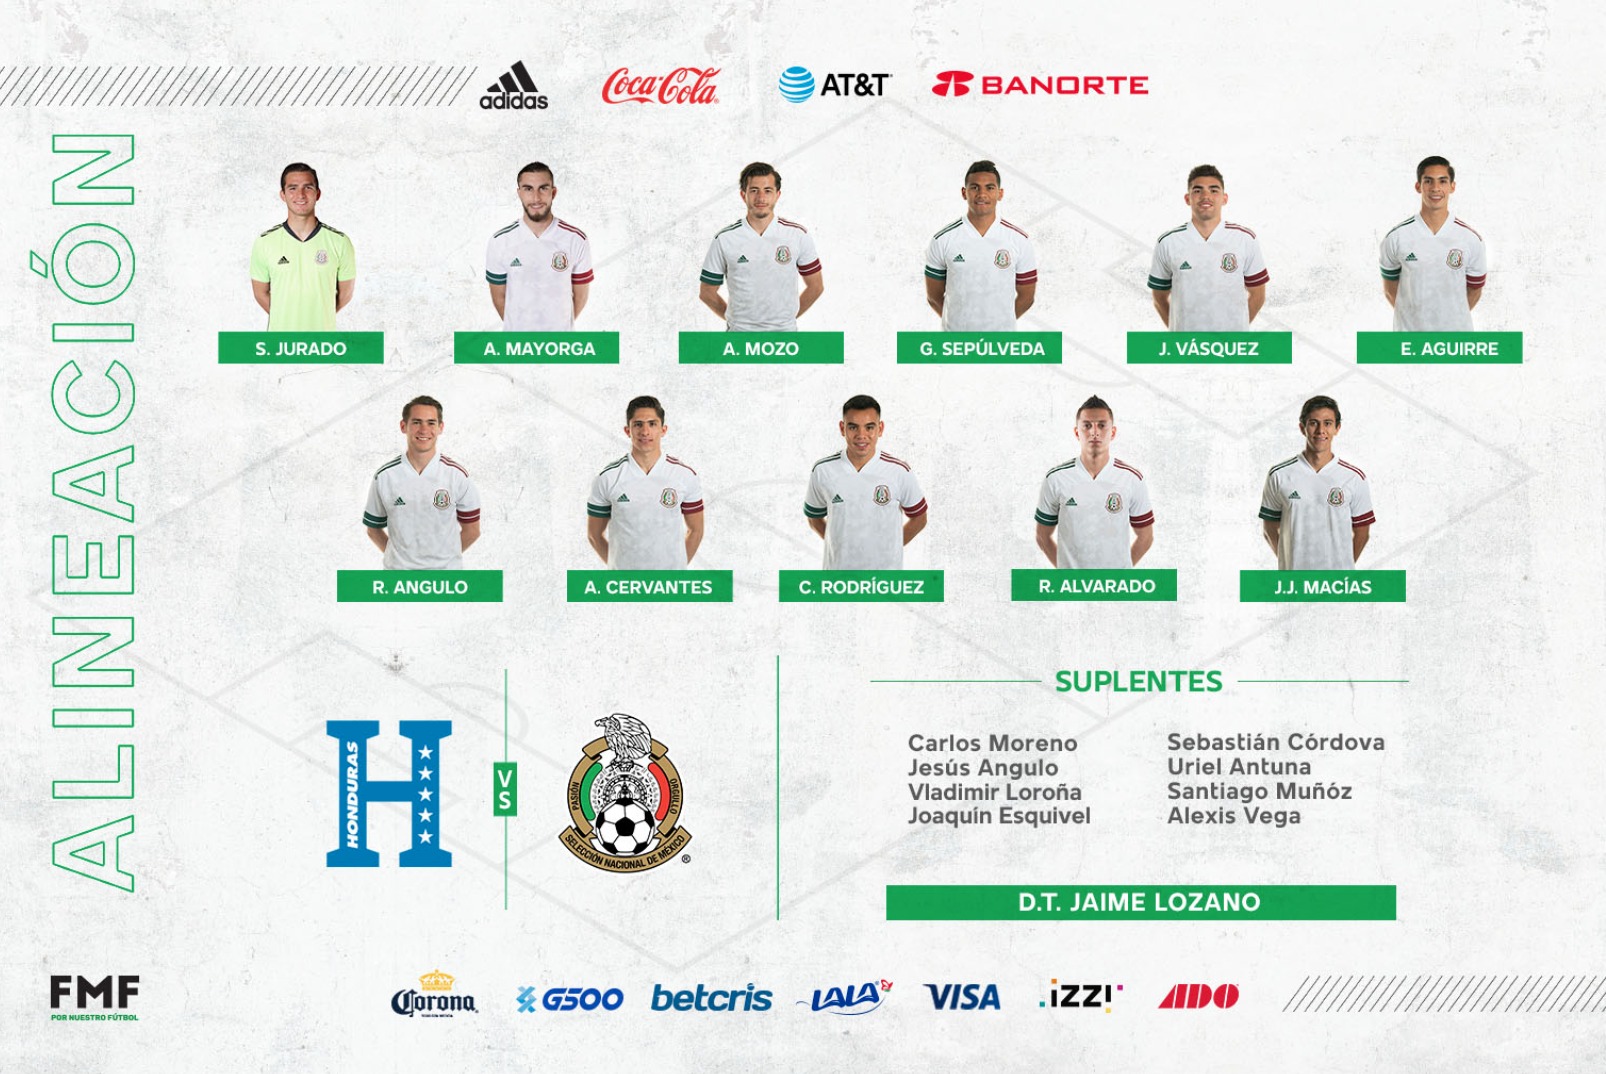 adidas
Coca-Cola
AT&T
BANORTE
ALINEACIÓN
S. JURADO
A. MAYORGA
A. MOZO
G. SEPÚLVEDA
J. VÁSQUEZ
E. AGUIRRE
R. ANGULO
A. CERVANTES
C. RODRÍGUEZ
R. ALVARADO
J.J. MACÍAS
HONDURAS
VS
PASIÓN
ORGULLO
SELECCIÓN NACIONAL DE MÉXICO
®
SUPLENTES
Carlos Moreno
Jesús Angulo
Vladimir Loroña
Joaquín Esquivel
Sebastián Córdova
Uriel Antuna
Santiago Muñóz
Alexis Vega
D.T. JAIME LOZANO
FMF
POR NUESTRO FÚTBOL
Corona
G500
betcris
LALA
VISA
izzi
ADO